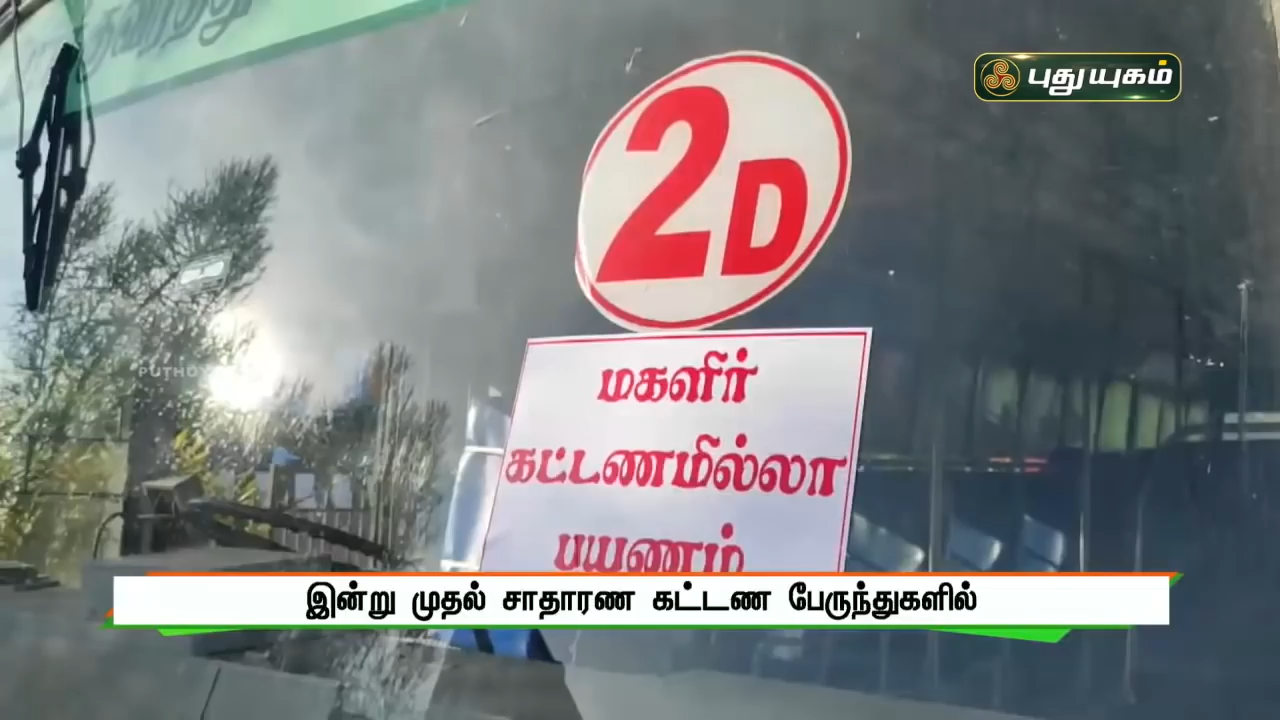 புதுயுகம்
2D
மகளிர்
கட்டணமில்லா
பயணம்
இன்று முதல் சாதாரண கட்டண பேருந்துகளில்